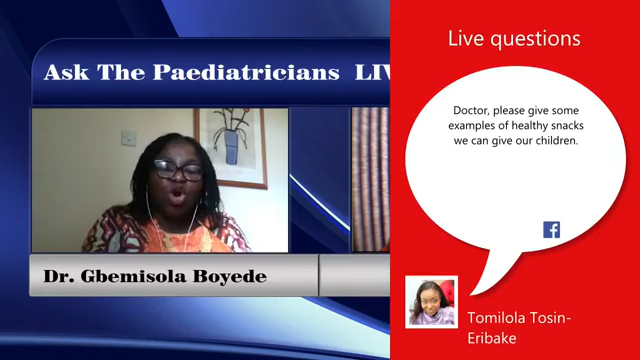 Ask The Paediatricians LIV
Dr. Gbemisola Boyede
Live questions
Doctor, please give some
examples of healthy snacks
we can give our children.
Tomilola Tosin-
Eribake